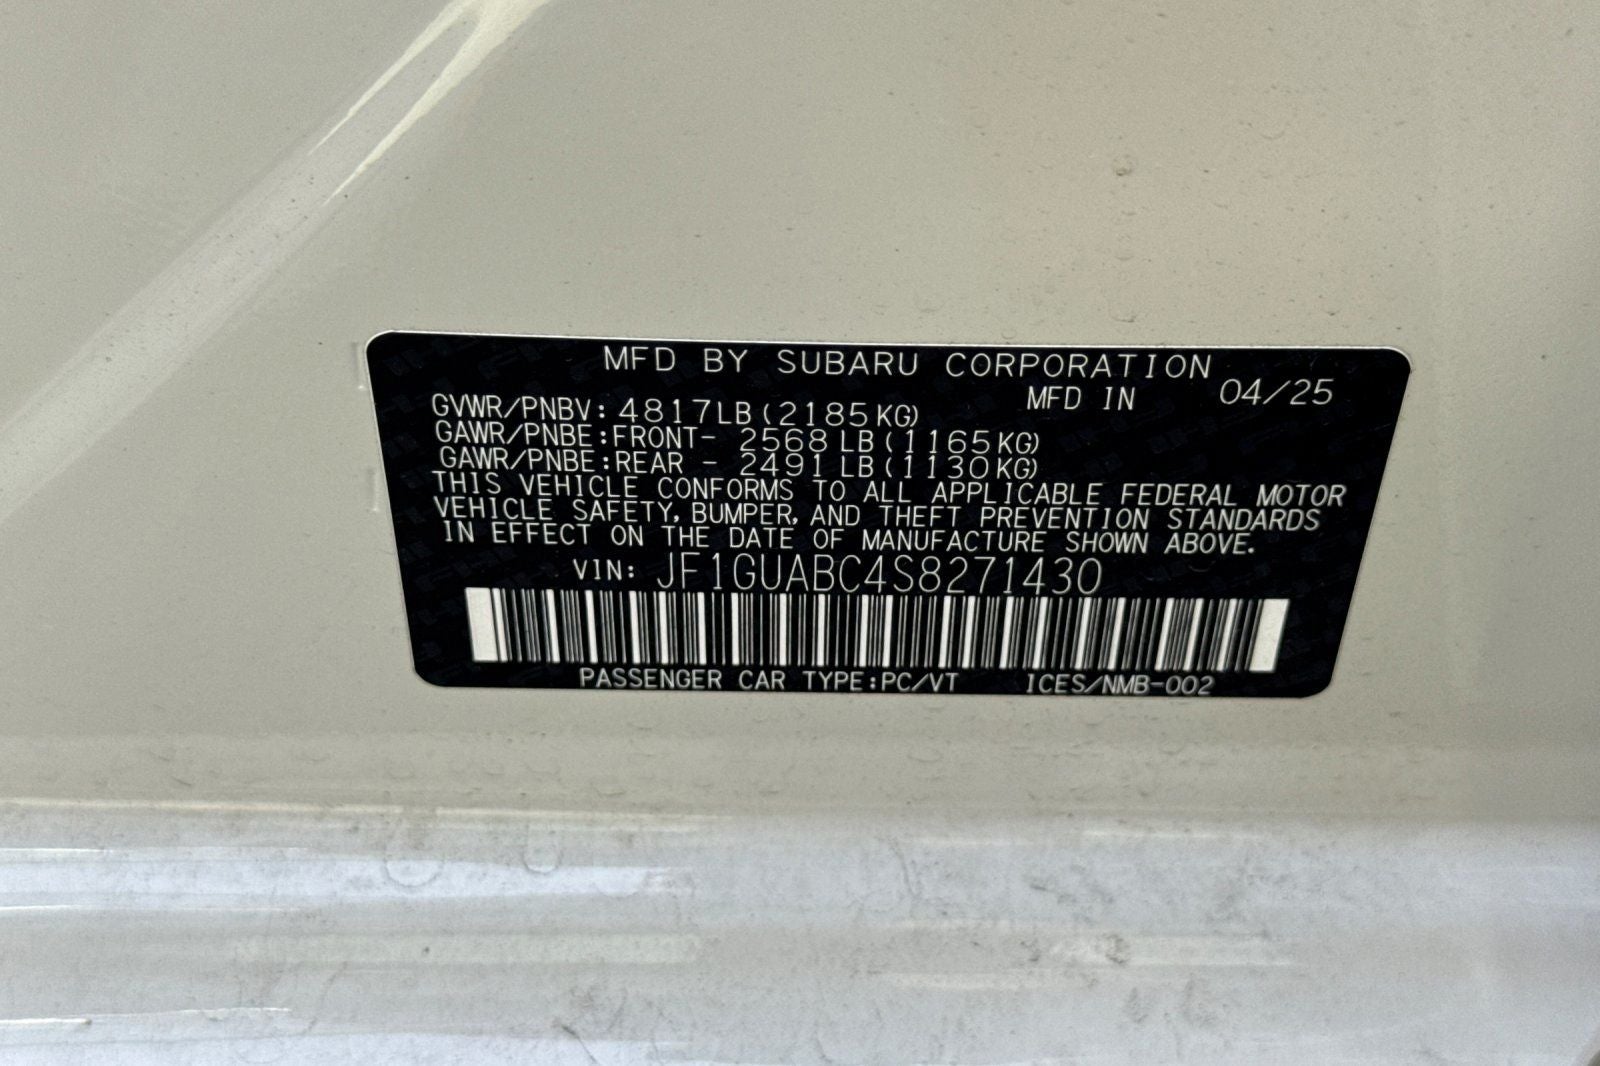 MFD BY SUBARU CORPORATION
MFD IN 04/25
GVWR/PNBV: 4817LB (2185KG)
GAWR/PNBE:FRONT- 2568 LB (1165KG)
GAWR/PNBE:REAR - 2491 LB (1130KG)
THIS VEHICLE CONFORMS TO ALL APPLICABLE FEDERAL MOTOR
VEHICLE SAFETY, BUMPER, AND THEFT PREVENTION STANDARDS
IN EFFECT ON THE DATE OF MANUFACTURE SHOWN ABOVE.
VIN: JF1GUABC4S8271430
PASSENGER CAR TYPE:PC/VT ICES/NMB-002